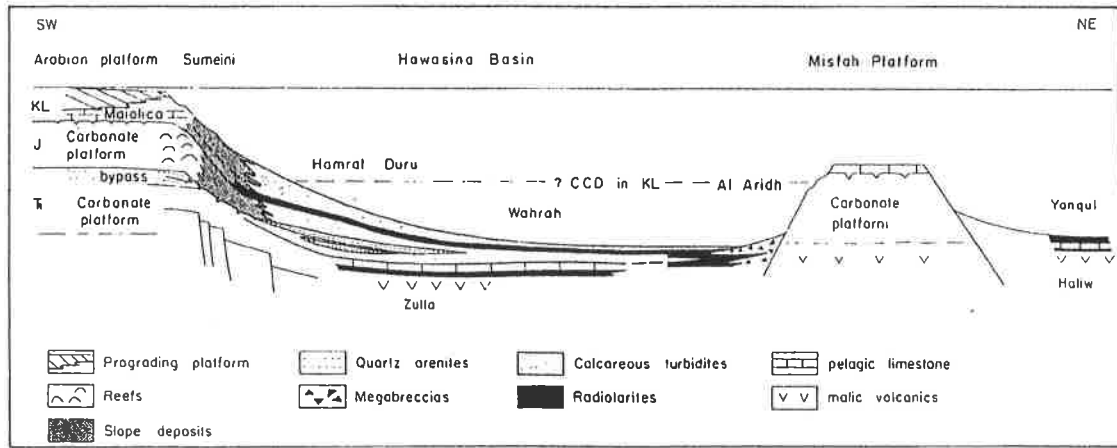 SW NE
Arabian platform Sumeini Hawasina Basin Misfah Platform
KL
Maiolica
J Carbonate platform
Hamrat Duru
bypass
? CCD in KL Al Aridh
Ƭ Carbonate platform
Wahrah
Carbonate platform
Yanqul
Zulla
Haliw
Prograding platform Quartz arenites Calcareous turbidites pelagic limestone
Reefs Megabreccias Radiolarites mafic volcanics
Slope deposits